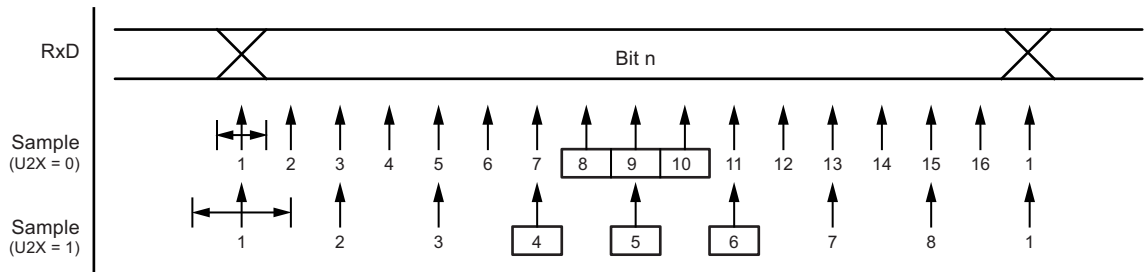 RxD
Bit n
Sample
(U2X = 0)
1 2 3 4 5 6 7 8 9 10 11 12 13 14 15 16 1
Sample
(U2X = 1)
1 2 3 4 5 6 7 8 1